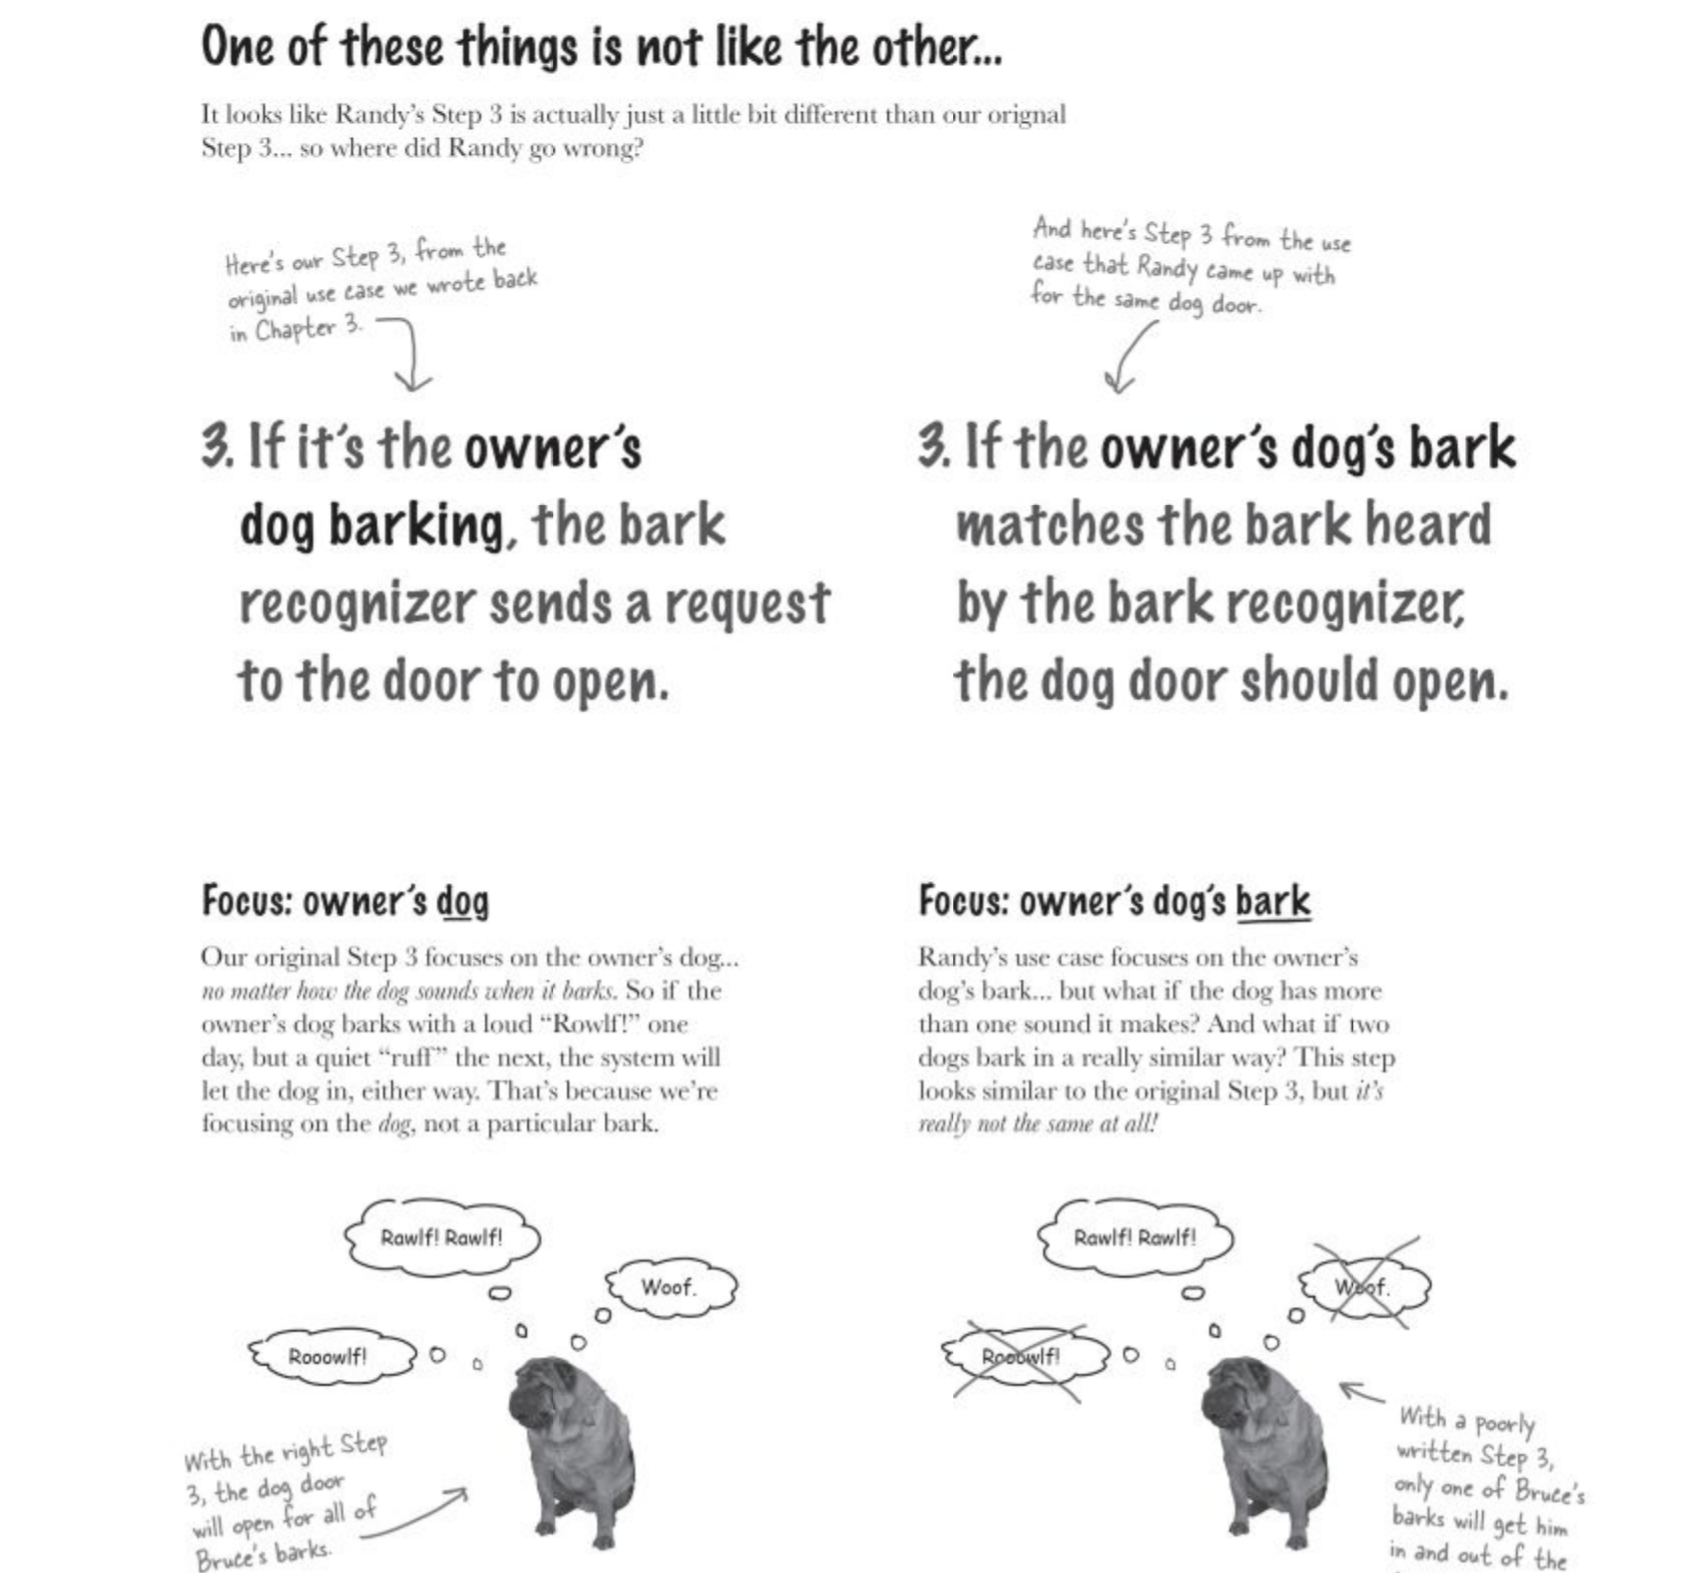 One of these things is not like the other...
It looks like Randy's Step 3 is actually just a little bit different than our orignal
Step 3... so where did Randy go wrong?
Here's our Step 3, from the
original use case we wrote back
in Chapter 3.
And here's Step 3 from the use
case that Randy came up with
for the same dog door.
3. If it's the owner's
dog barking, the bark
recognizer sends a request
to the door to open.
3. If the owner's dog's bark
matches the bark heard
by the bark recognizer,
the dog door should open.
Focus: owner's dog
Our original Step 3 focuses on the owner's dog...
no matter how the dog sounds when it barks. So if the
owner's dog barks with a loud "Rowlf!" one
day, but a quiet "ruff" the next, the system will
let the dog in, either way. That's because we're
focusing on the dog, not a particular bark.
Focus: owner's dog's bark
Randy's use case focuses on the owner's
dog's bark... but what if the dog has more
than one sound it makes? And what if two
dogs bark in a really similar way? This step
looks similar to the original Step 3, but it's
really not the same at all!
Rawlf! Rawlf!
Woof.
Rooowlf!
With the right Step
3, the dog door
will open for all of
Bruce's barks.
Rawlf! Rawlf!
Woof.
Rooowlf!
With a poorly
written Step 3,
only one of Bruce's
barks will get him
in and out of the